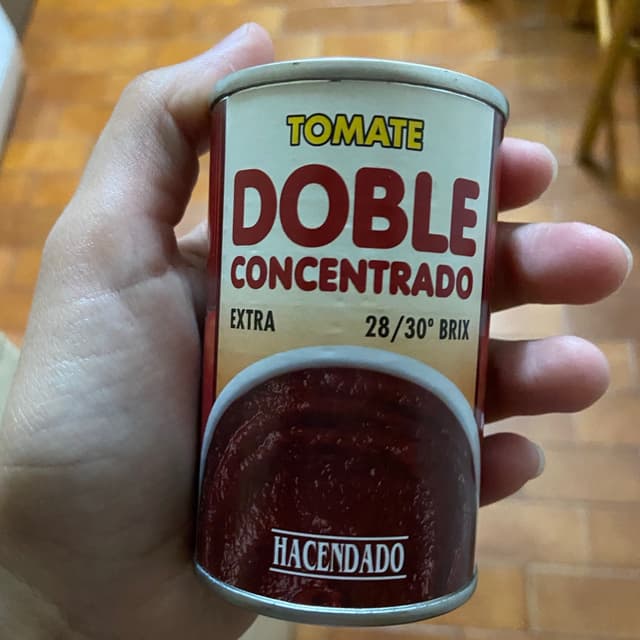 TOMATE
DOBLE
CONCENTRADO
EXTRA 28/30° BRIX
HACENDADO